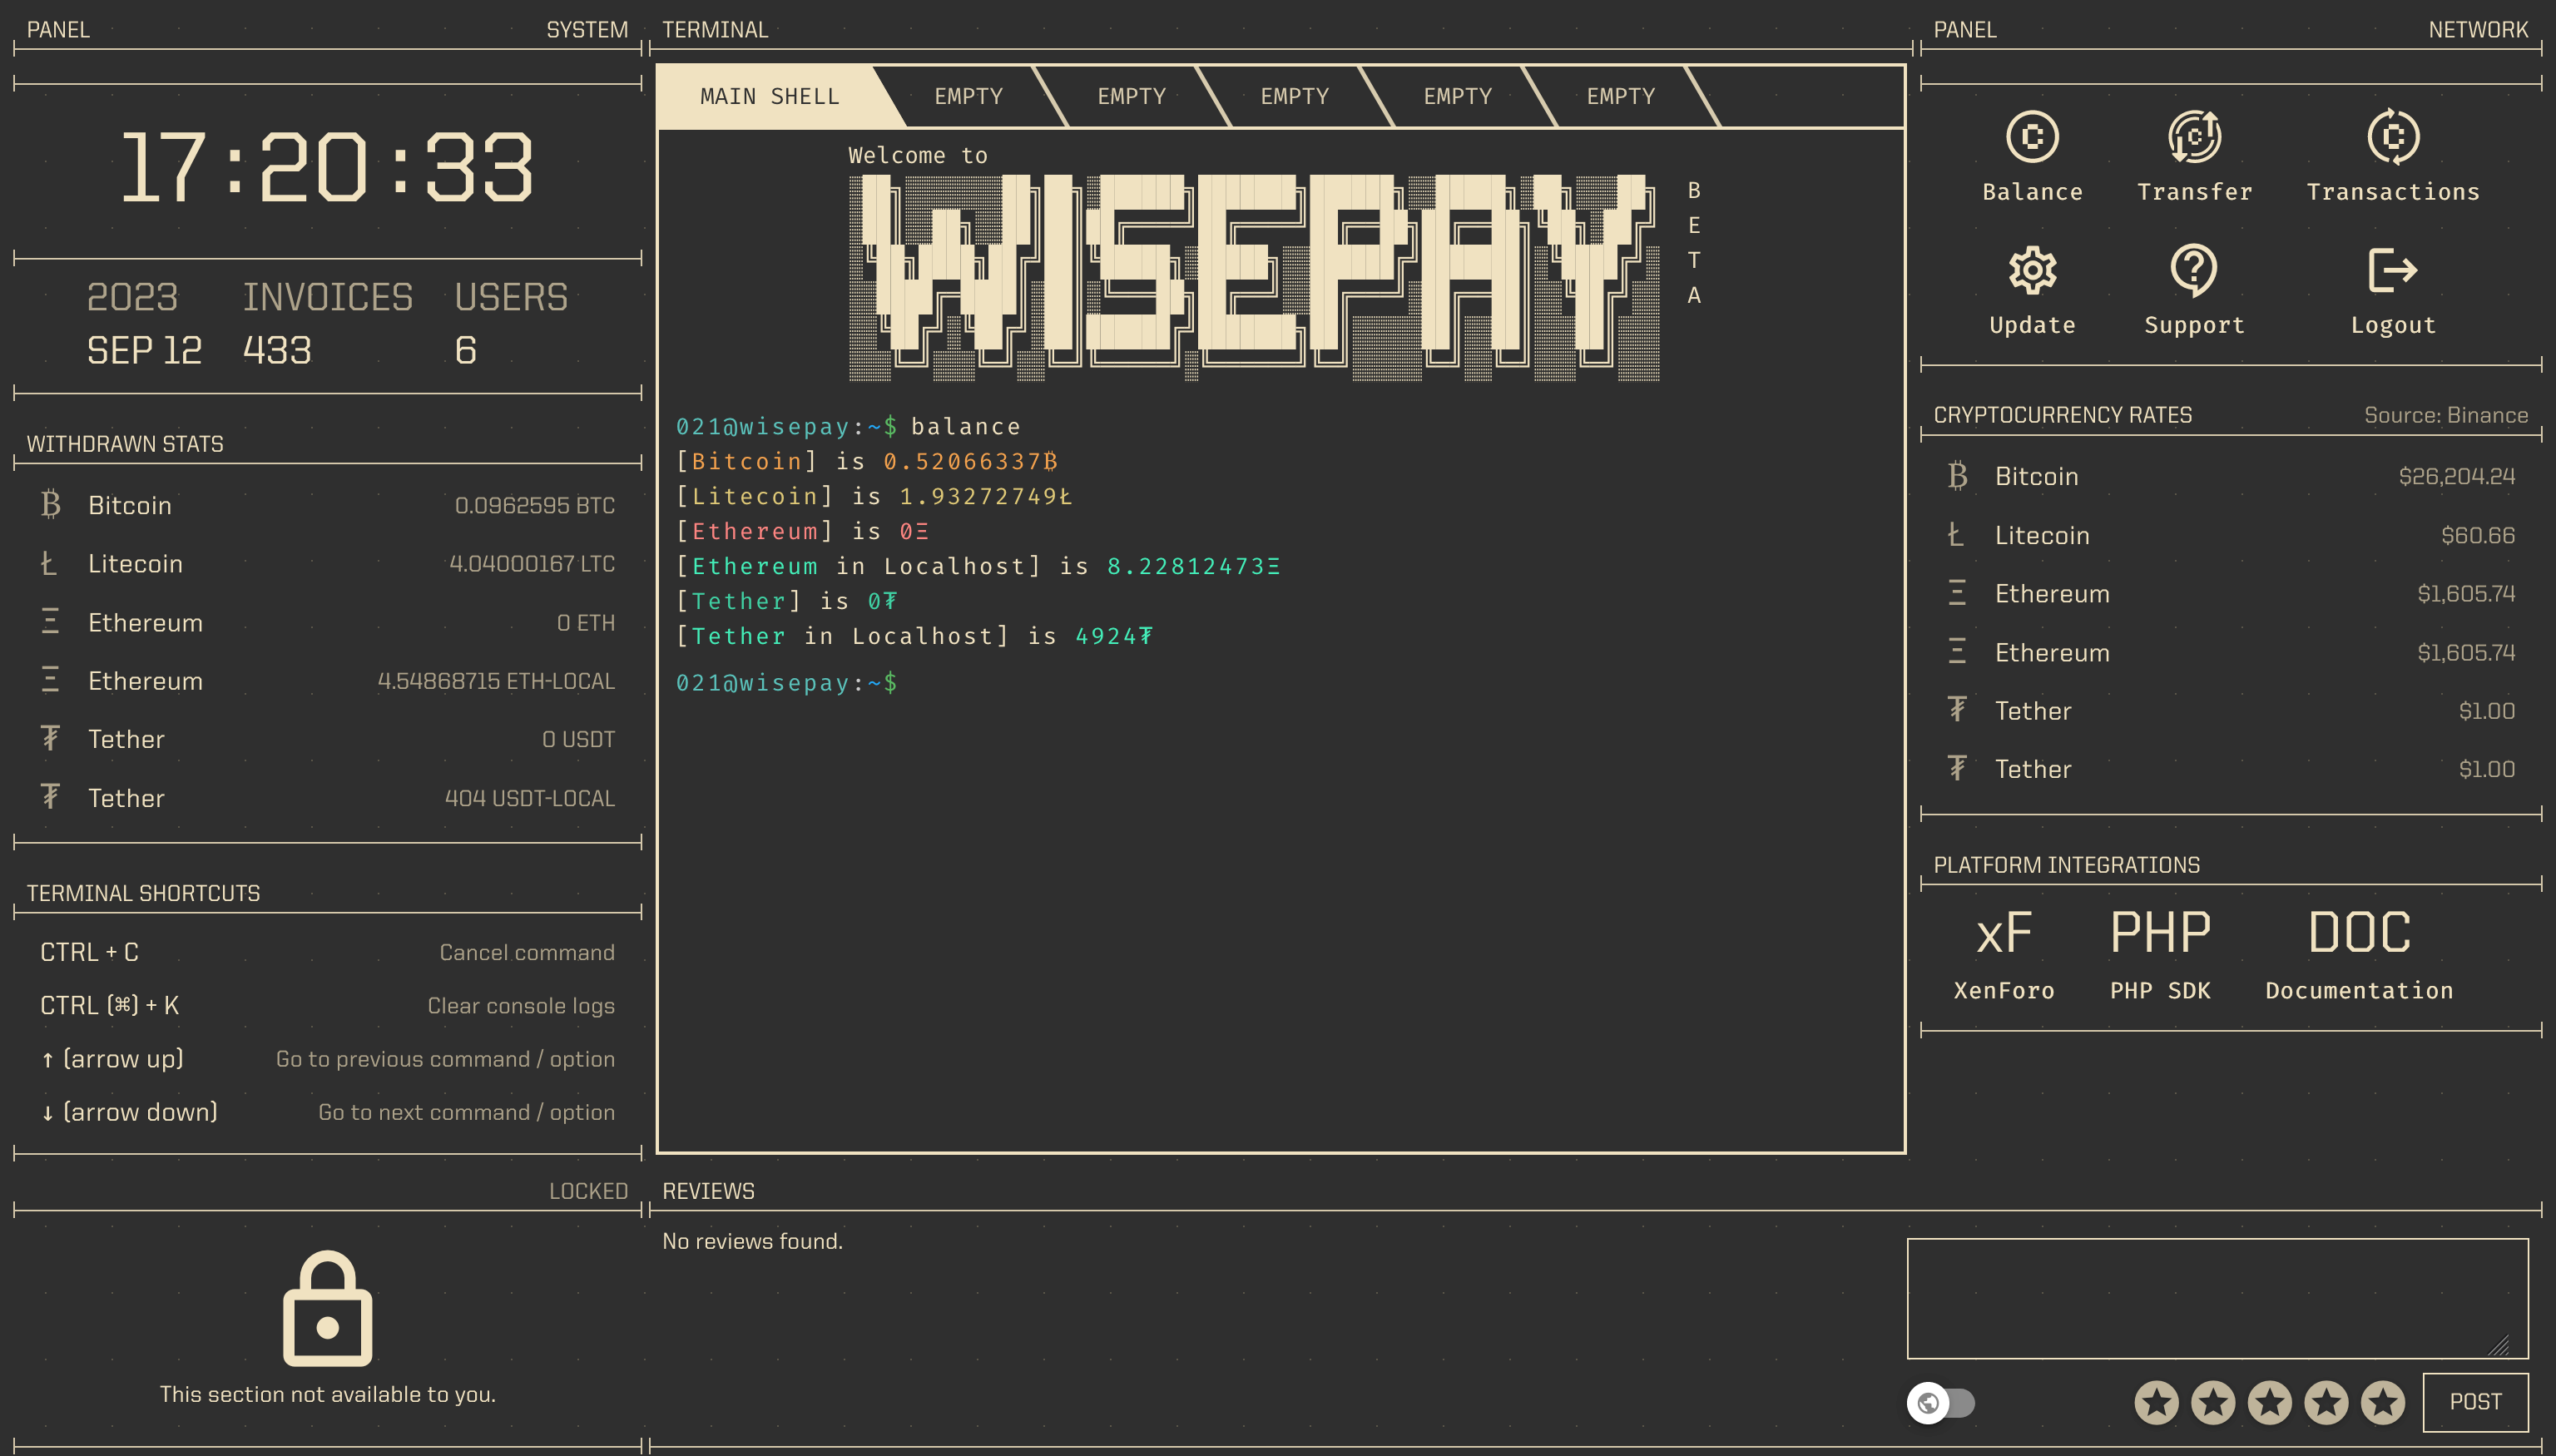 PANEL SYSTEM
17:20:33
2023 INVOICES USERS
SEP 12 433 6
WITHDRAWN STATS
₿ Bitcoin 0.0962595 BTC
Ł Litecoin 4.04000167 LTC
Ξ Ethereum 0 ETH
Ξ Ethereum 4.54868715 ETH-LOCAL
₮ Tether 0 USDT
₮ Tether 404 USDT-LOCAL
TERMINAL SHORTCUTS
CTRL + C Cancel command
CTRL (⌘) + K Clear console logs
↑ (arrow up) Go to previous command / option
↓ (arrow down) Go to next command / option
LOCKED
This section not available to you.
TERMINAL
MAIN SHELL EMPTY EMPTY EMPTY EMPTY EMPTY
Welcome to
WISEPAY
BETA
021@wisepay:~$ balance
[Bitcoin] is 0.52066337₿
[Litecoin] is 1.93272749Ł
[Ethereum] is 0Ξ
[Ethereum in Localhost] is 8.22812473Ξ
[Tether] is 0₮
[Tether in Localhost] is 4924₮
021@wisepay:~$
REVIEWS
No reviews found.
PANEL NETWORK
Balance Transfer Transactions
Update Support Logout
CRYPTOCURRENCY RATES Source: Binance
₿ Bitcoin $26,204.24
Ł Litecoin $60.66
Ξ Ethereum $1,605.74
Ξ Ethereum $1,605.74
₮ Tether $1.00
₮ Tether $1.00
PLATFORM INTEGRATIONS
xF PHP DOC
XenForo PHP SDK Documentation
POST